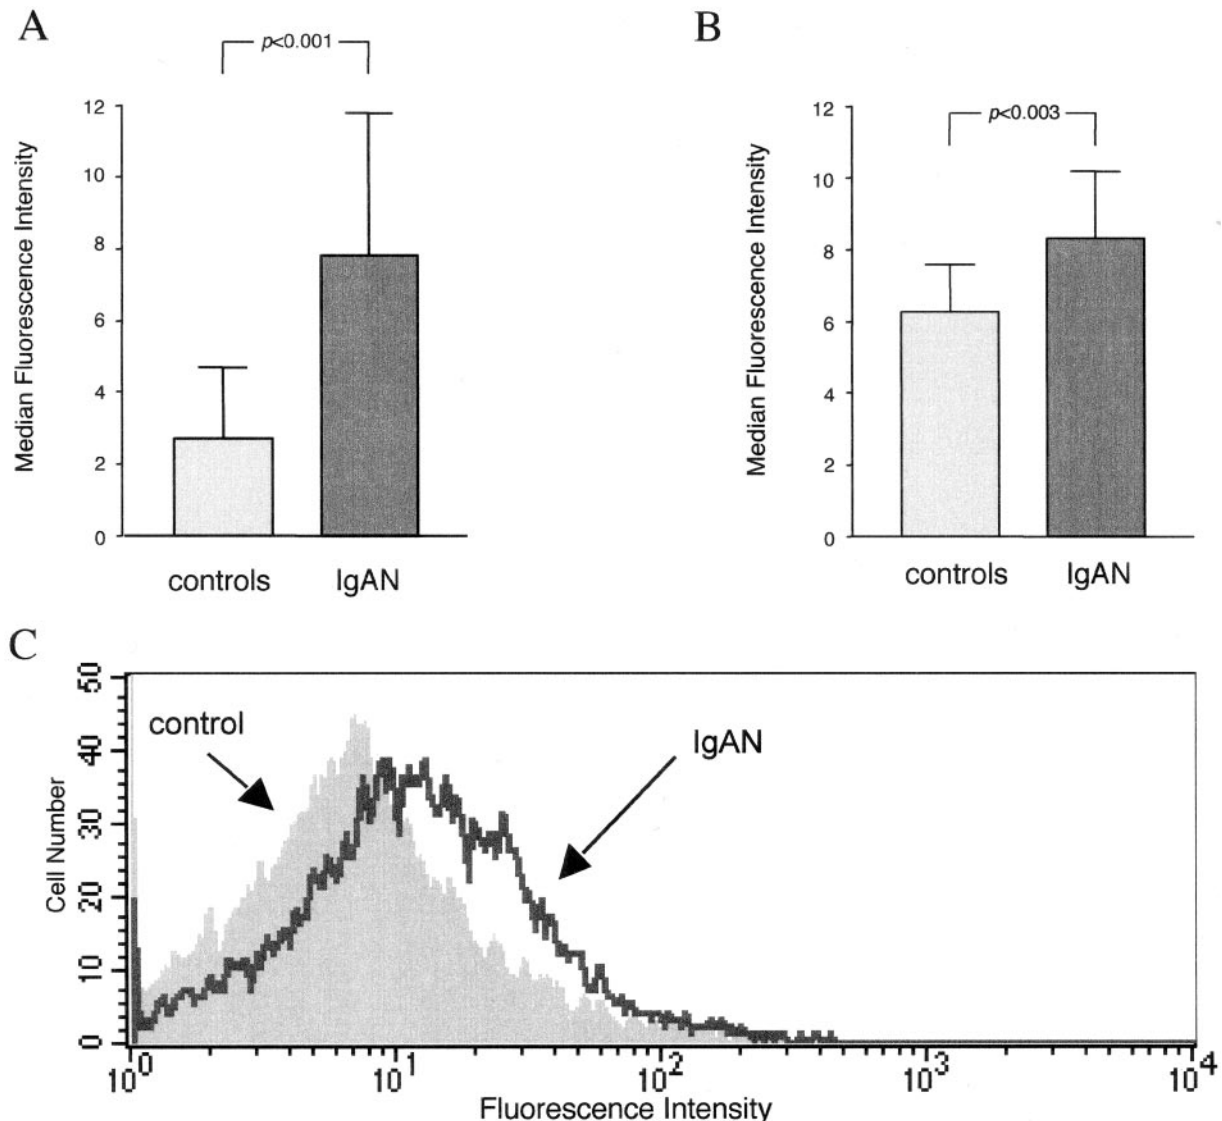 A
p<0.001
Median Fluorescence Intensity
12
10
8
6
4
2
0
controls IgAN
B
p<0.003
Median Fluorescence Intensity
12
10
8
6
4
2
0
controls IgAN
C
Cell Number
50
40
30
20
10
0
control
IgAN
10^0 10^1 10^2 10^3 10^4
Fluorescence Intensity